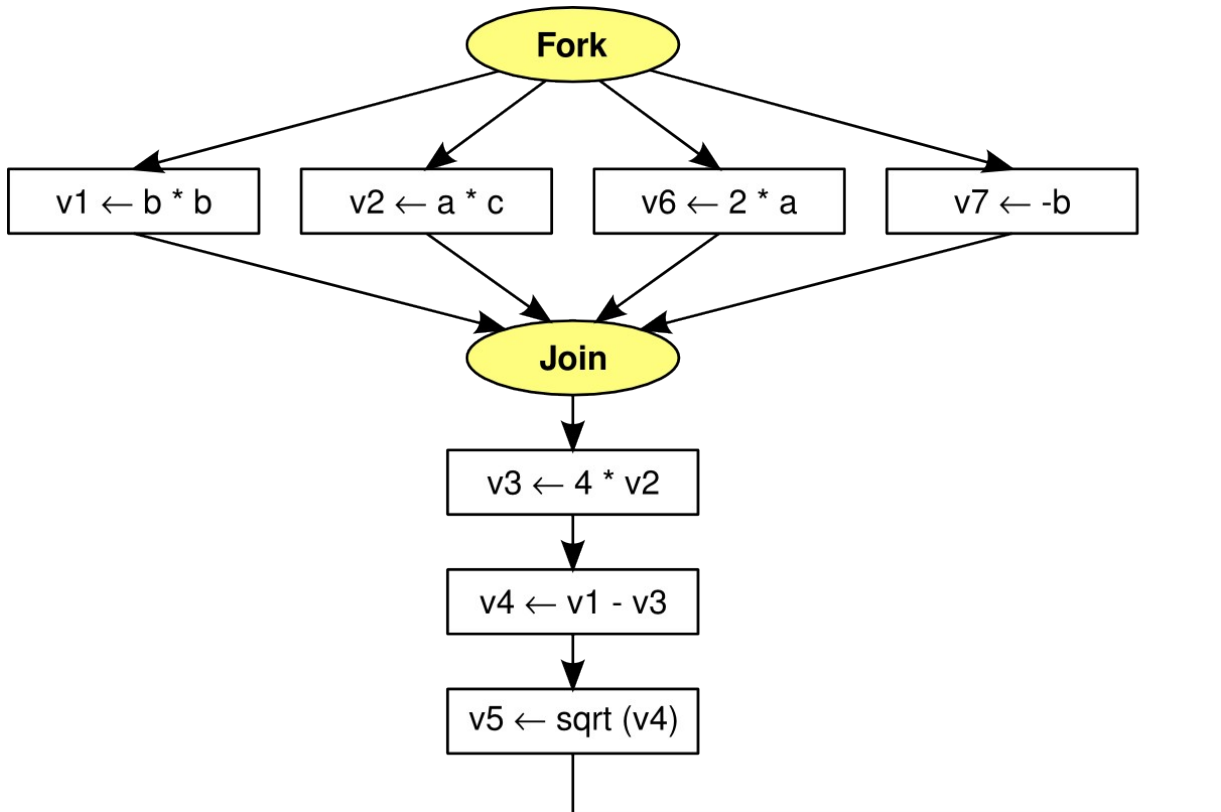 Fork
v1 ← b * b
v2 ← a * c
v6 ← 2 * a
v7 ← -b
Join
v3 ← 4 * v2
v4 ← v1 - v3
v5 ← sqrt (v4)